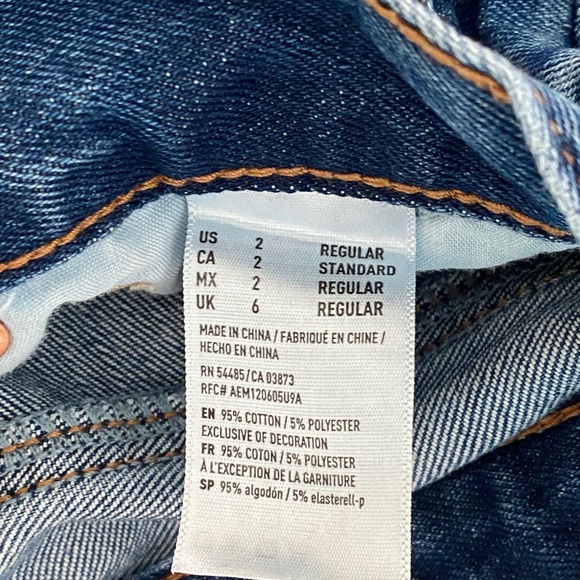 US 2 REGULAR
CA 2 STANDARD
MX 2 REGULAR
UK 6 REGULAR
MADE IN CHINA / FABRIQUÉ EN CHINE /
HECHO EN CHINA
RN 54485/CA 03873
RFC# AEM120605U9A
EN 95% COTTON / 5% POLYESTER
EXCLUSIVE OF DECORATION
FR 95% COTON / 5% POLYESTER
À L'EXCEPTION DE LA GARNITURE
SP 95% algodón / 5% elasterell-p